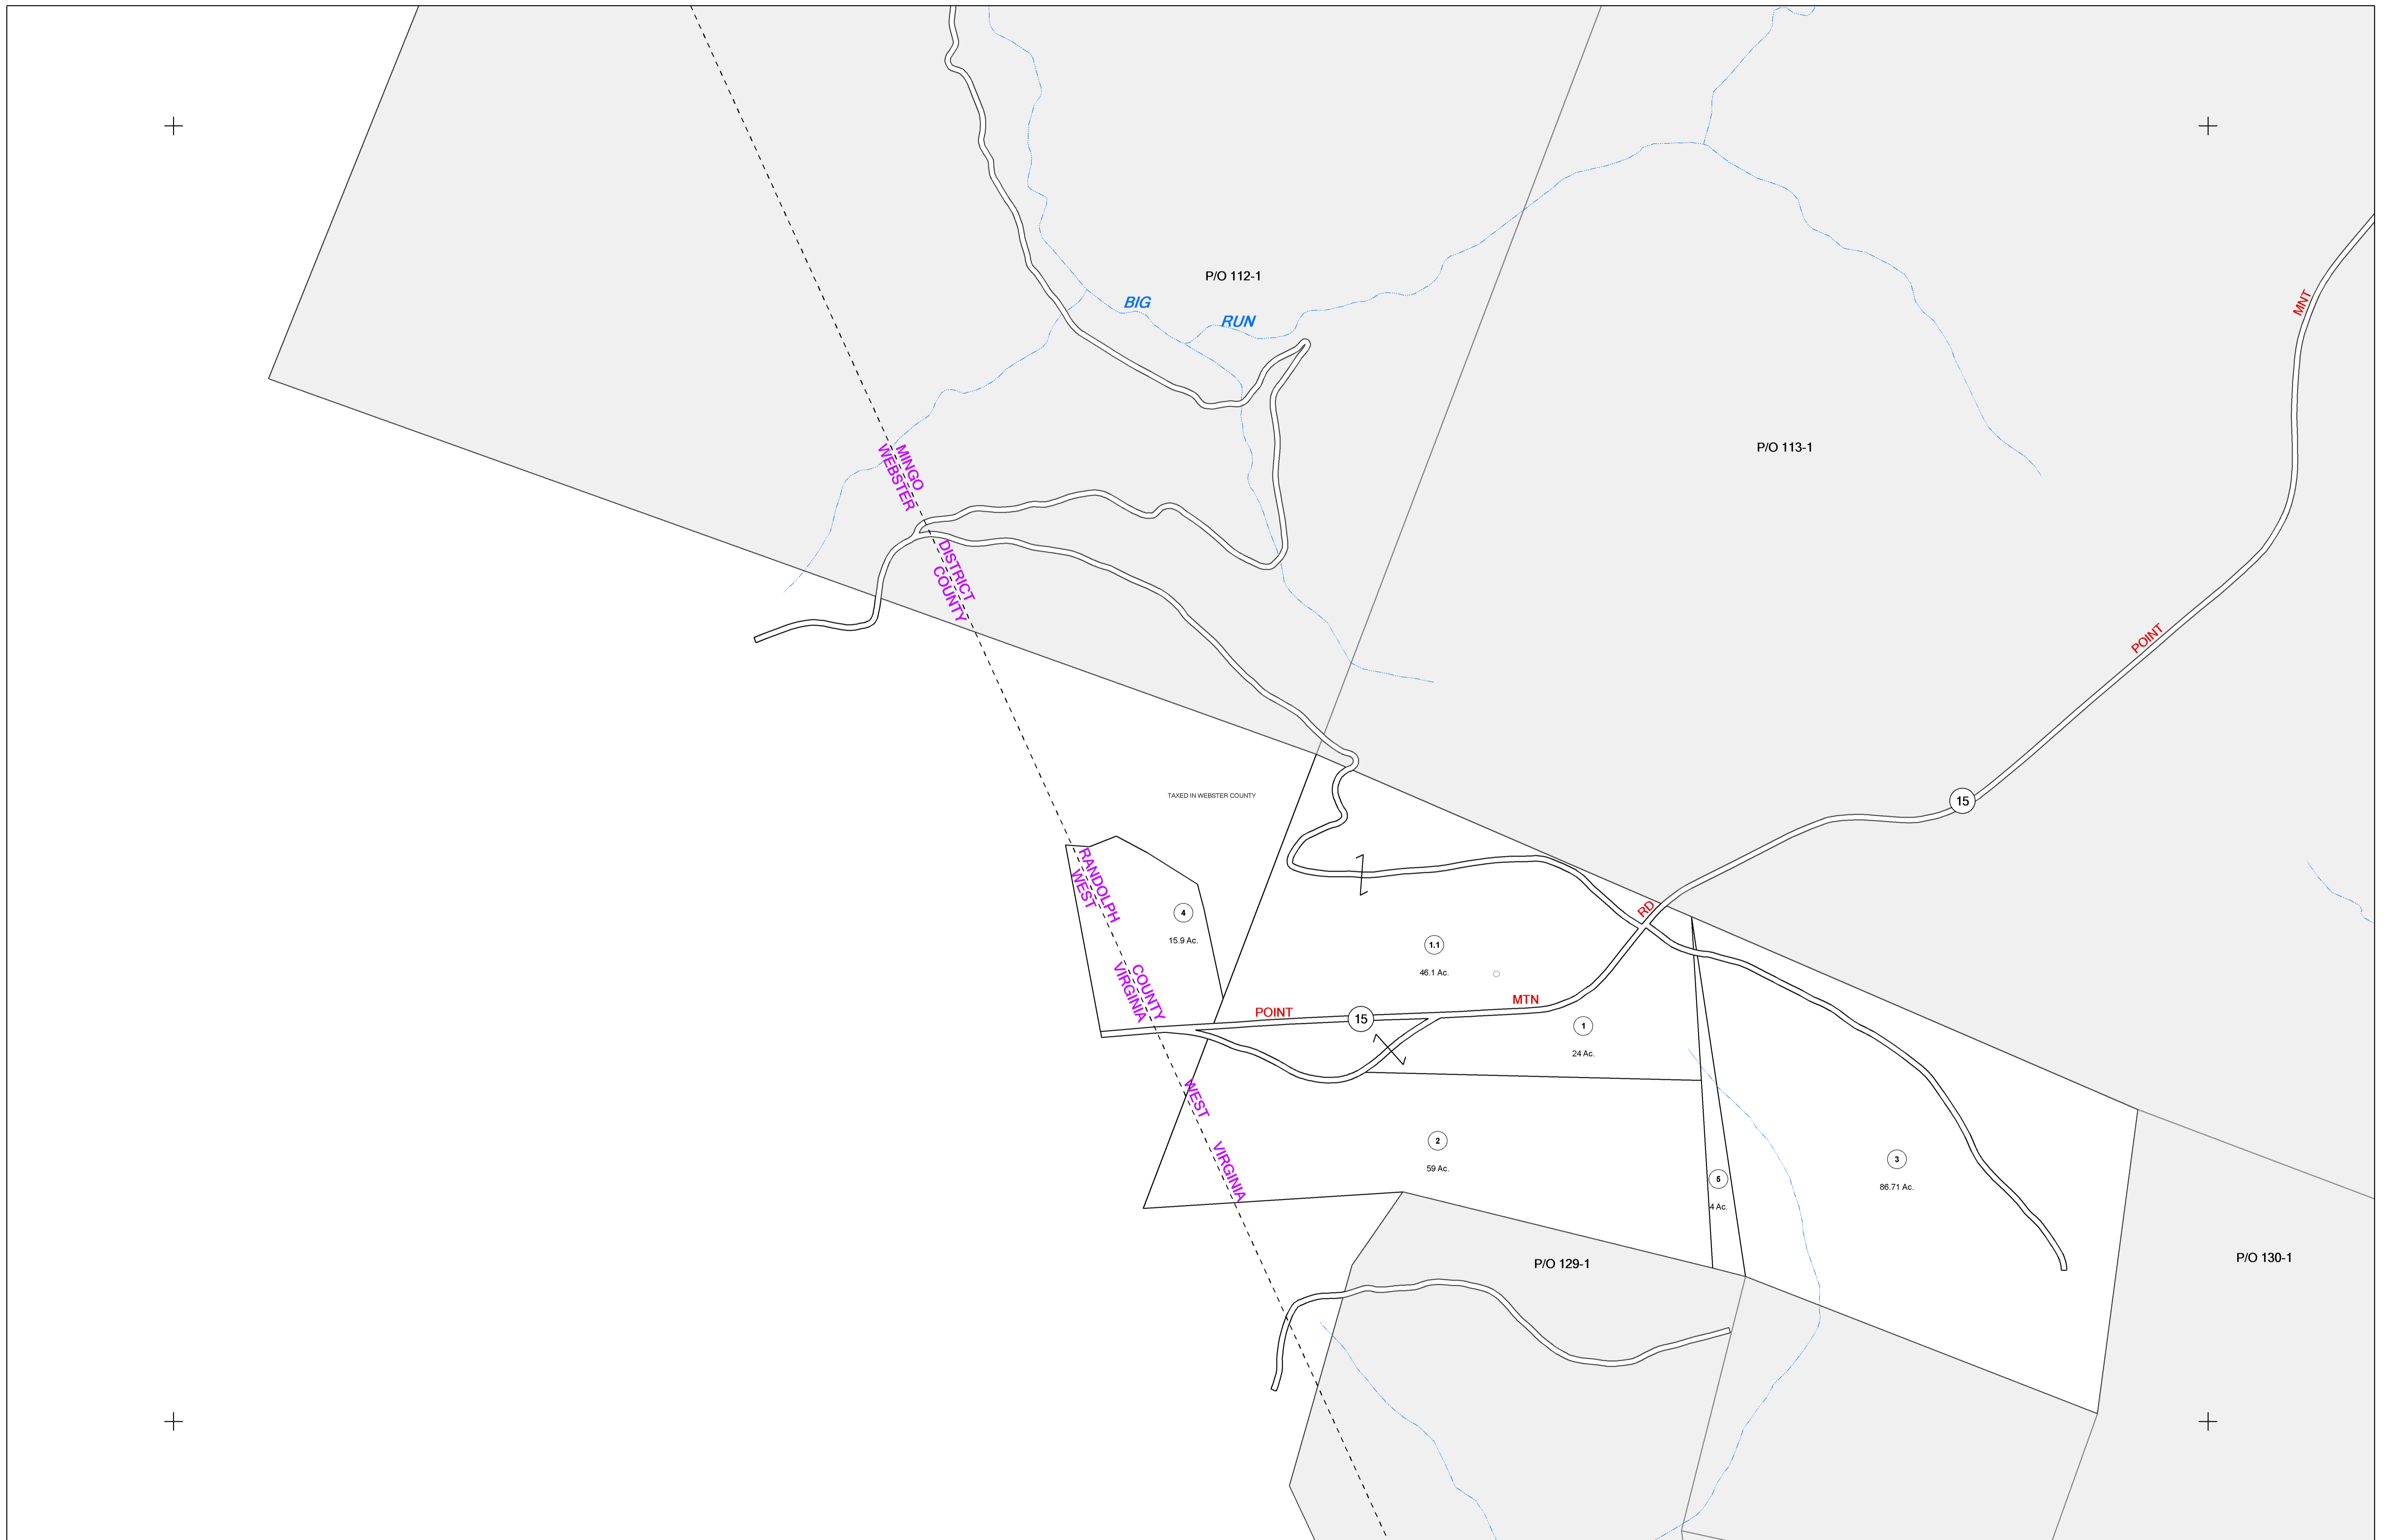 P/O 112-1
BIG
RUN
MNT
P/O 113-1
MINGO
WEBSTER
DISTRICT
COUNTY
POINT
TAXED IN WEBSTER COUNTY
15
RANDOLPH
WEST
4
15.9 Ac.
RD
1.1
46.1 Ac.
COUNTY
VIRGINIA
POINT
15
MTN
1
24 Ac.
WEST
VIRGINIA
2
59 Ac.
5
4 Ac.
3
86.71 Ac.
P/O 129-1
P/O 130-1